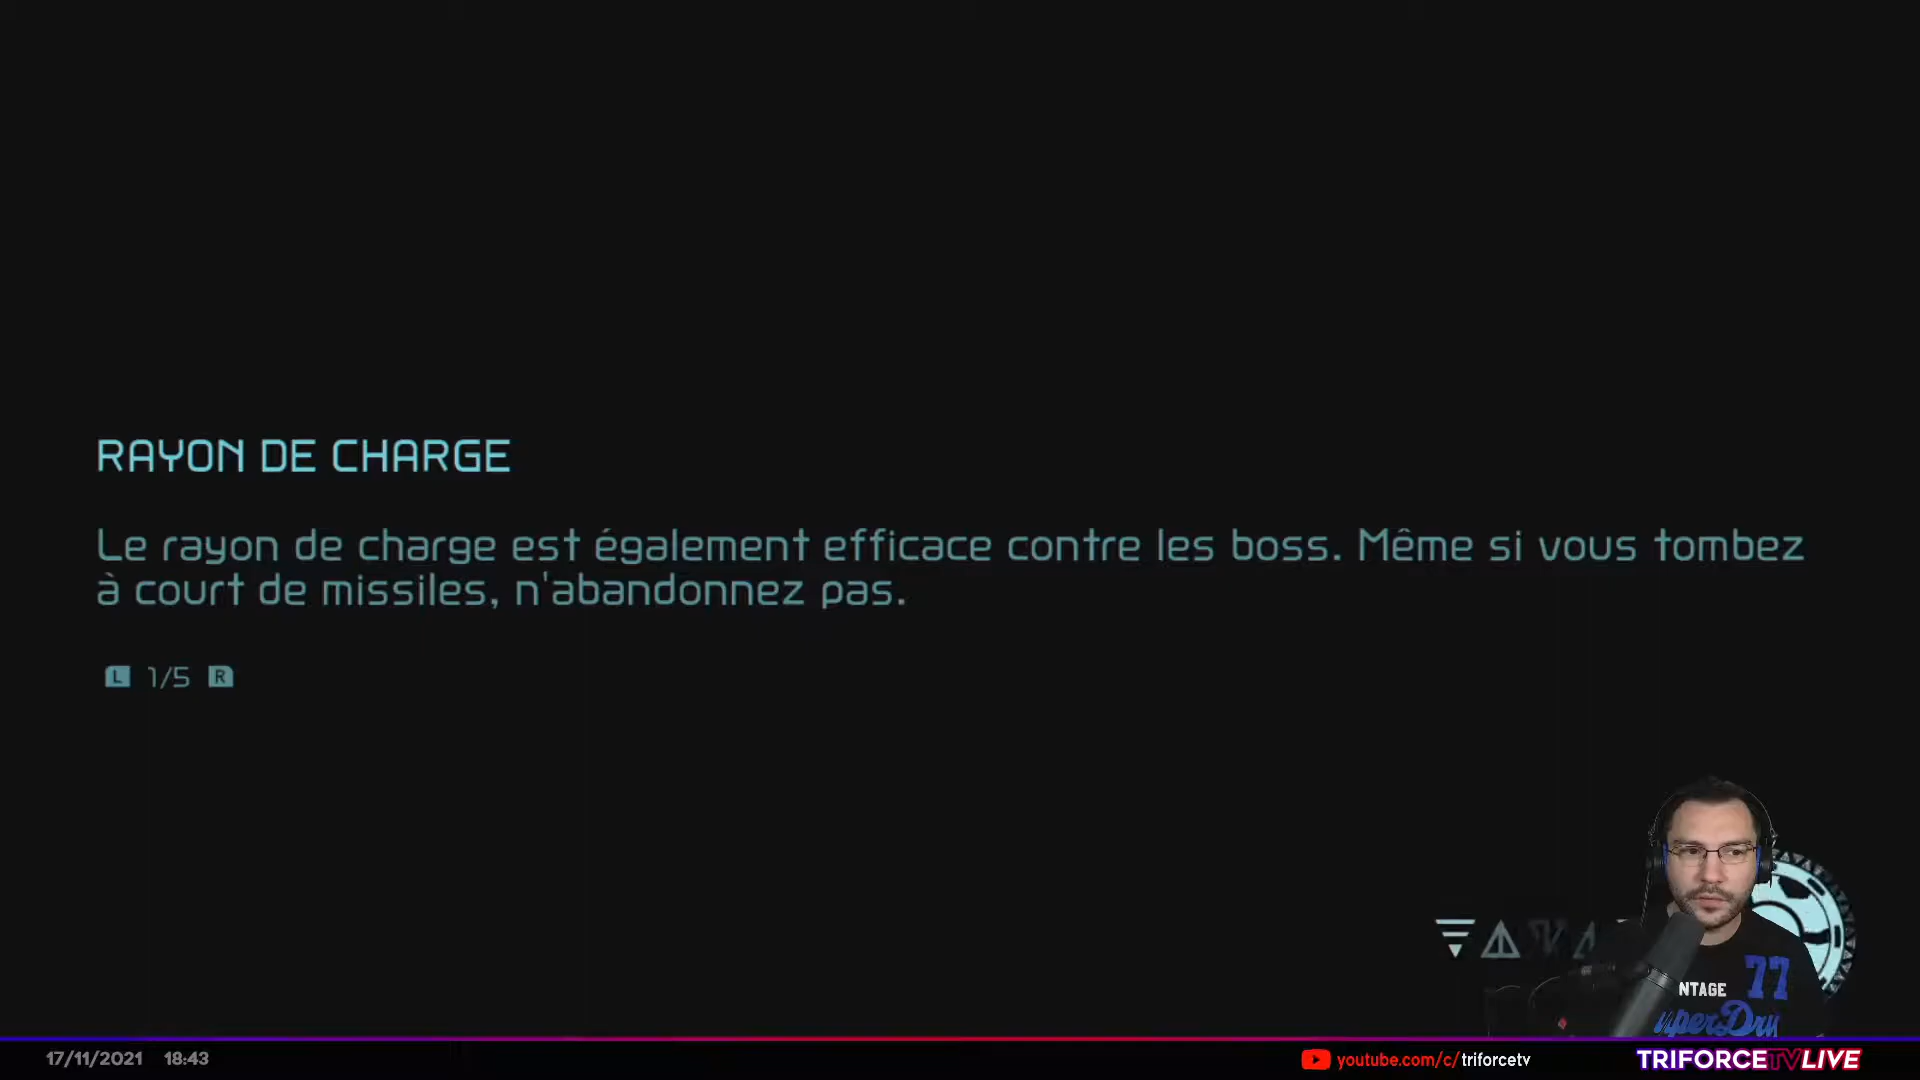 RAYON DE CHARGE
Le rayon de charge est également efficace contre les boss. Même si vous tombez
à court de missiles, n'abandonnez pas.
L 1/5 R
77
NTAGE
17/11/2021 18:43
youtube.com/c/triforcetv
TRIFORCETVLIVE